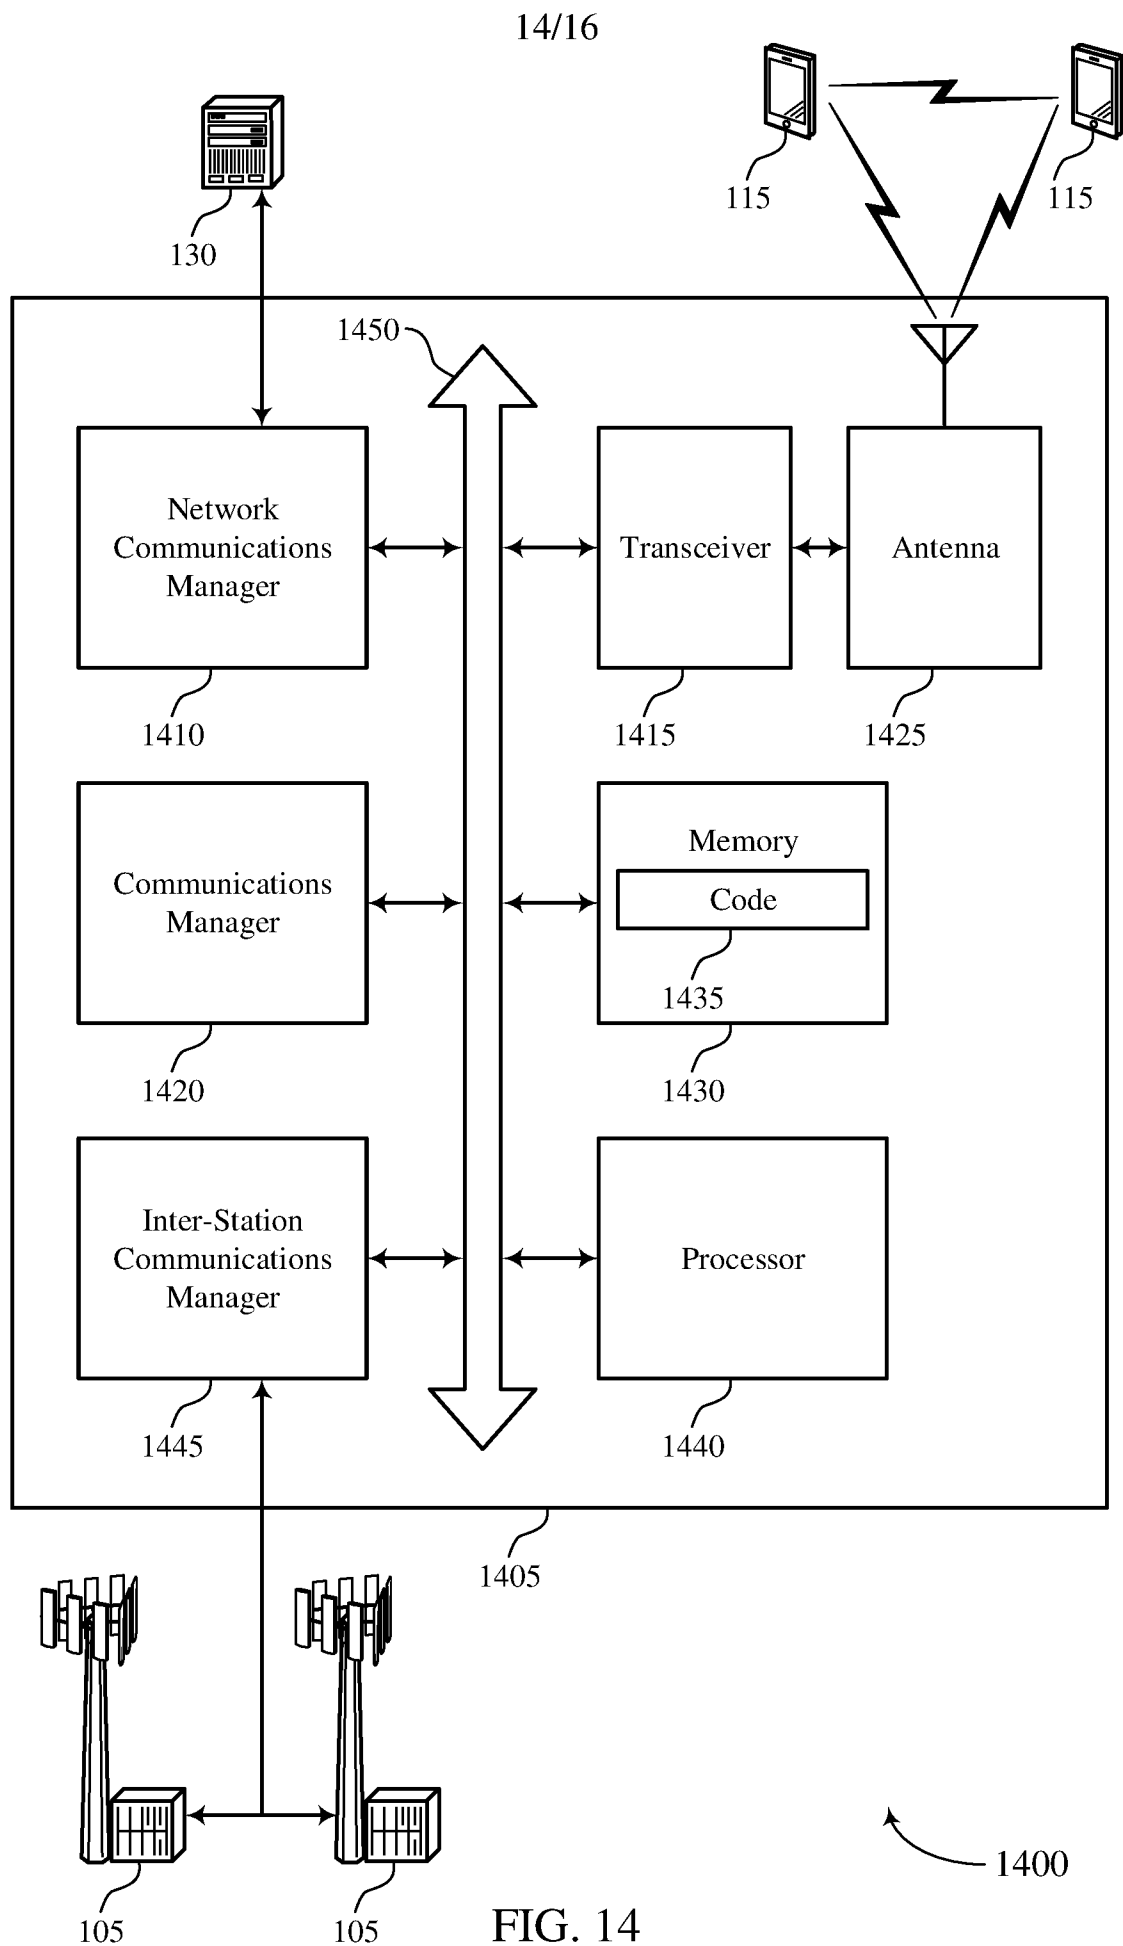 14/16
130
115
115
1450
Network
Communications
Manager
1410
Transceiver
1415
Antenna
1425
Communications
Manager
1420
Memory
Code
1435
1430
Inter-Station
Communications
Manager
1445
Processor
1440
1405
105
105
1400
FIG. 14